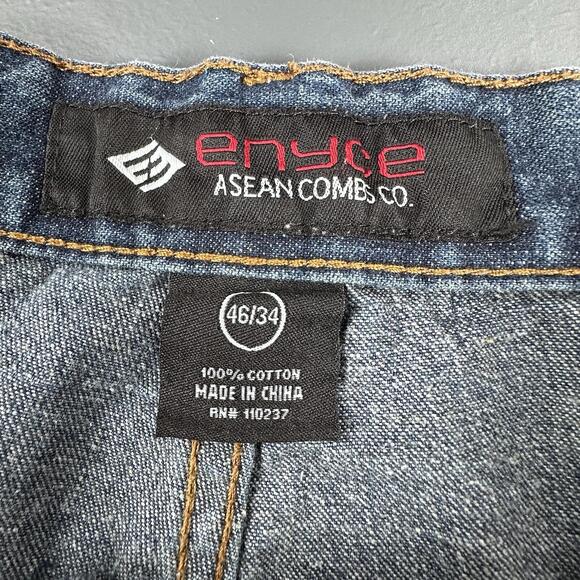 enyce
A SEAN COMBS CO.
46/34
100% COTTON
MADE IN CHINA
RN# 110237